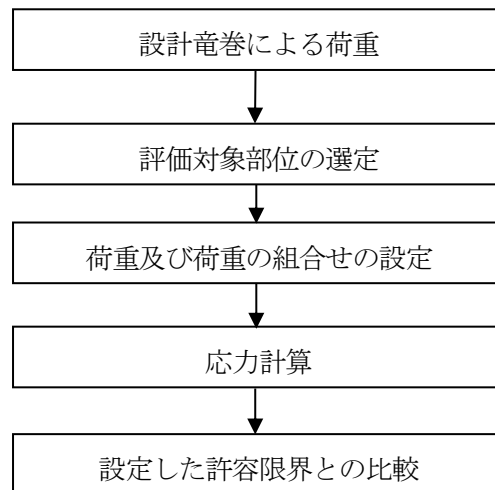 設計竜巻による荷重
評価対象部位の選定
荷重及び荷重の組合せの設定
応力計算
設定した許容限界との比較